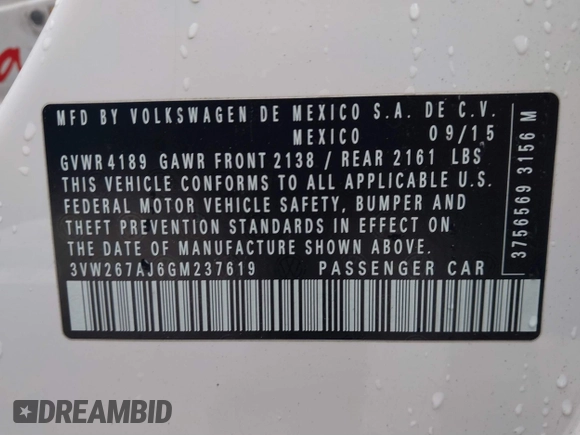 MFD BY VOLKSWAGEN DE MEXICO S.A. DE C.V.
MEXICO 09/15
GVWR 4189 GAWR FRONT 2138 / REAR 2161 LBS
THIS VEHICLE CONFORMS TO ALL APPLICABLE U.S.
FEDERAL MOTOR VEHICLE SAFETY, BUMPER AND
THEFT PREVENTION STANDARDS IN EFFECT ON
THE DATE OF MANUFACTURE SHOWN ABOVE.
3VW267AJ6GM237619 PASSENGER CAR
3756569 3156 M
DREAMBID